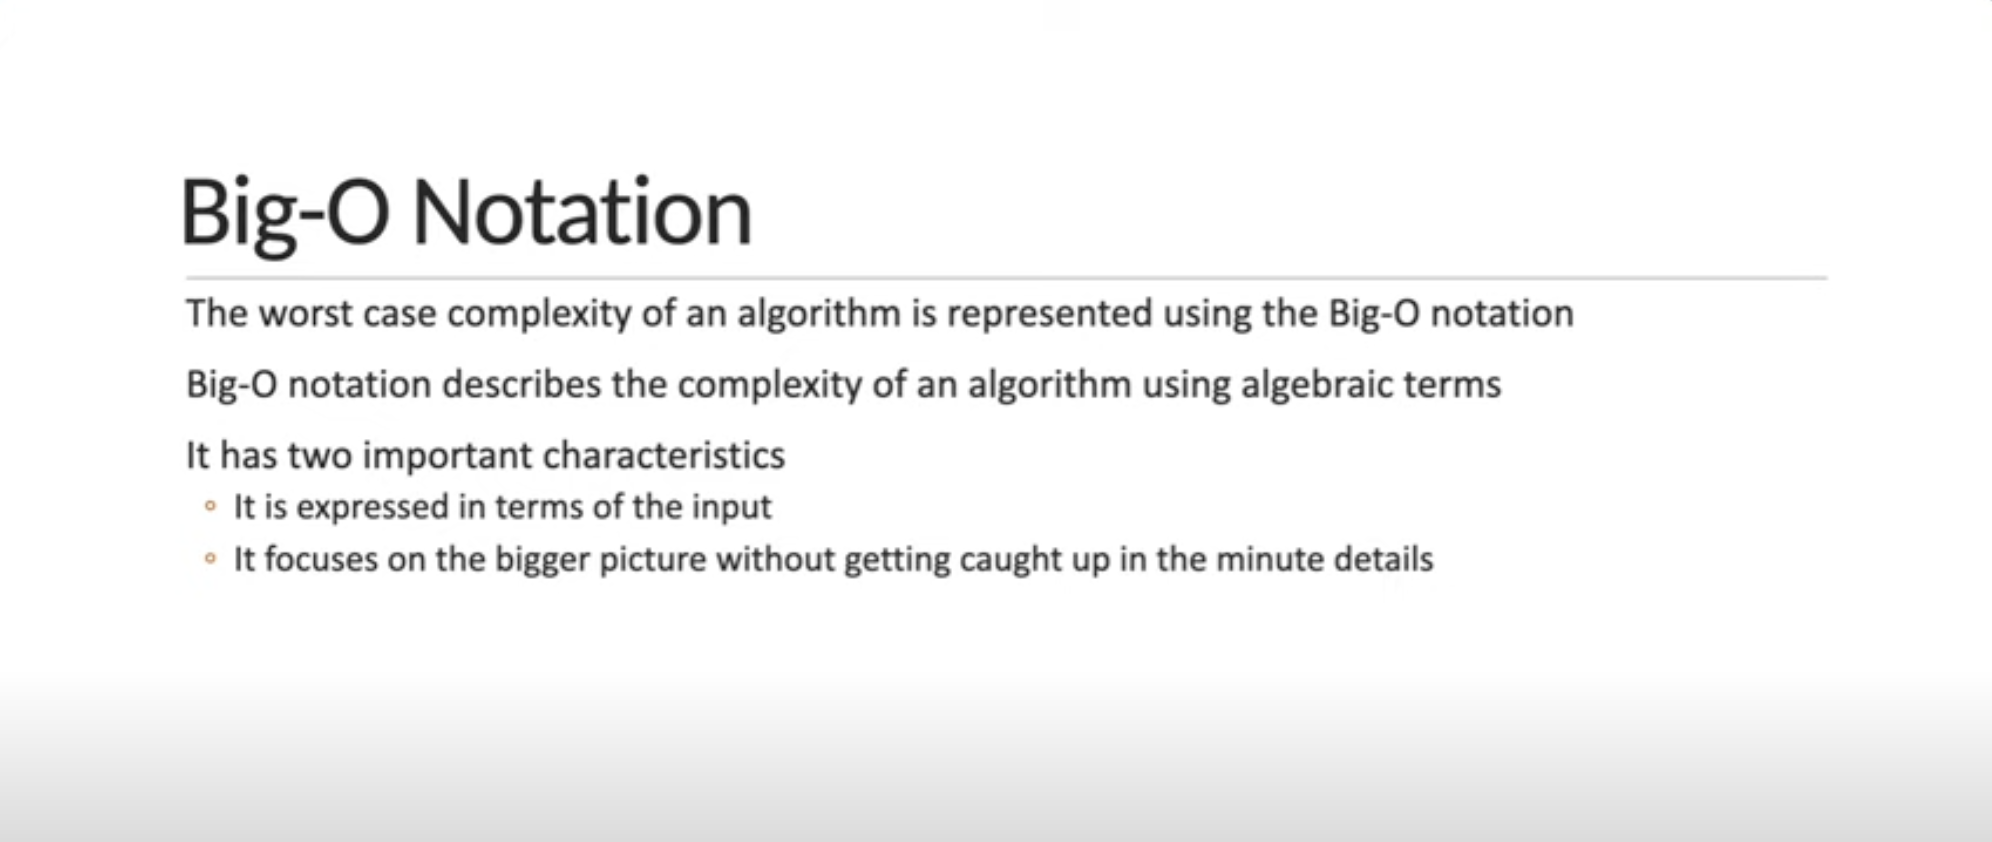 Big-O Notation
The worst case complexity of an algorithm is represented using the Big-O notation
Big-O notation describes the complexity of an algorithm using algebraic terms
It has two important characteristics
◦ It is expressed in terms of the input
◦ It focuses on the bigger picture without getting caught up in the minute details